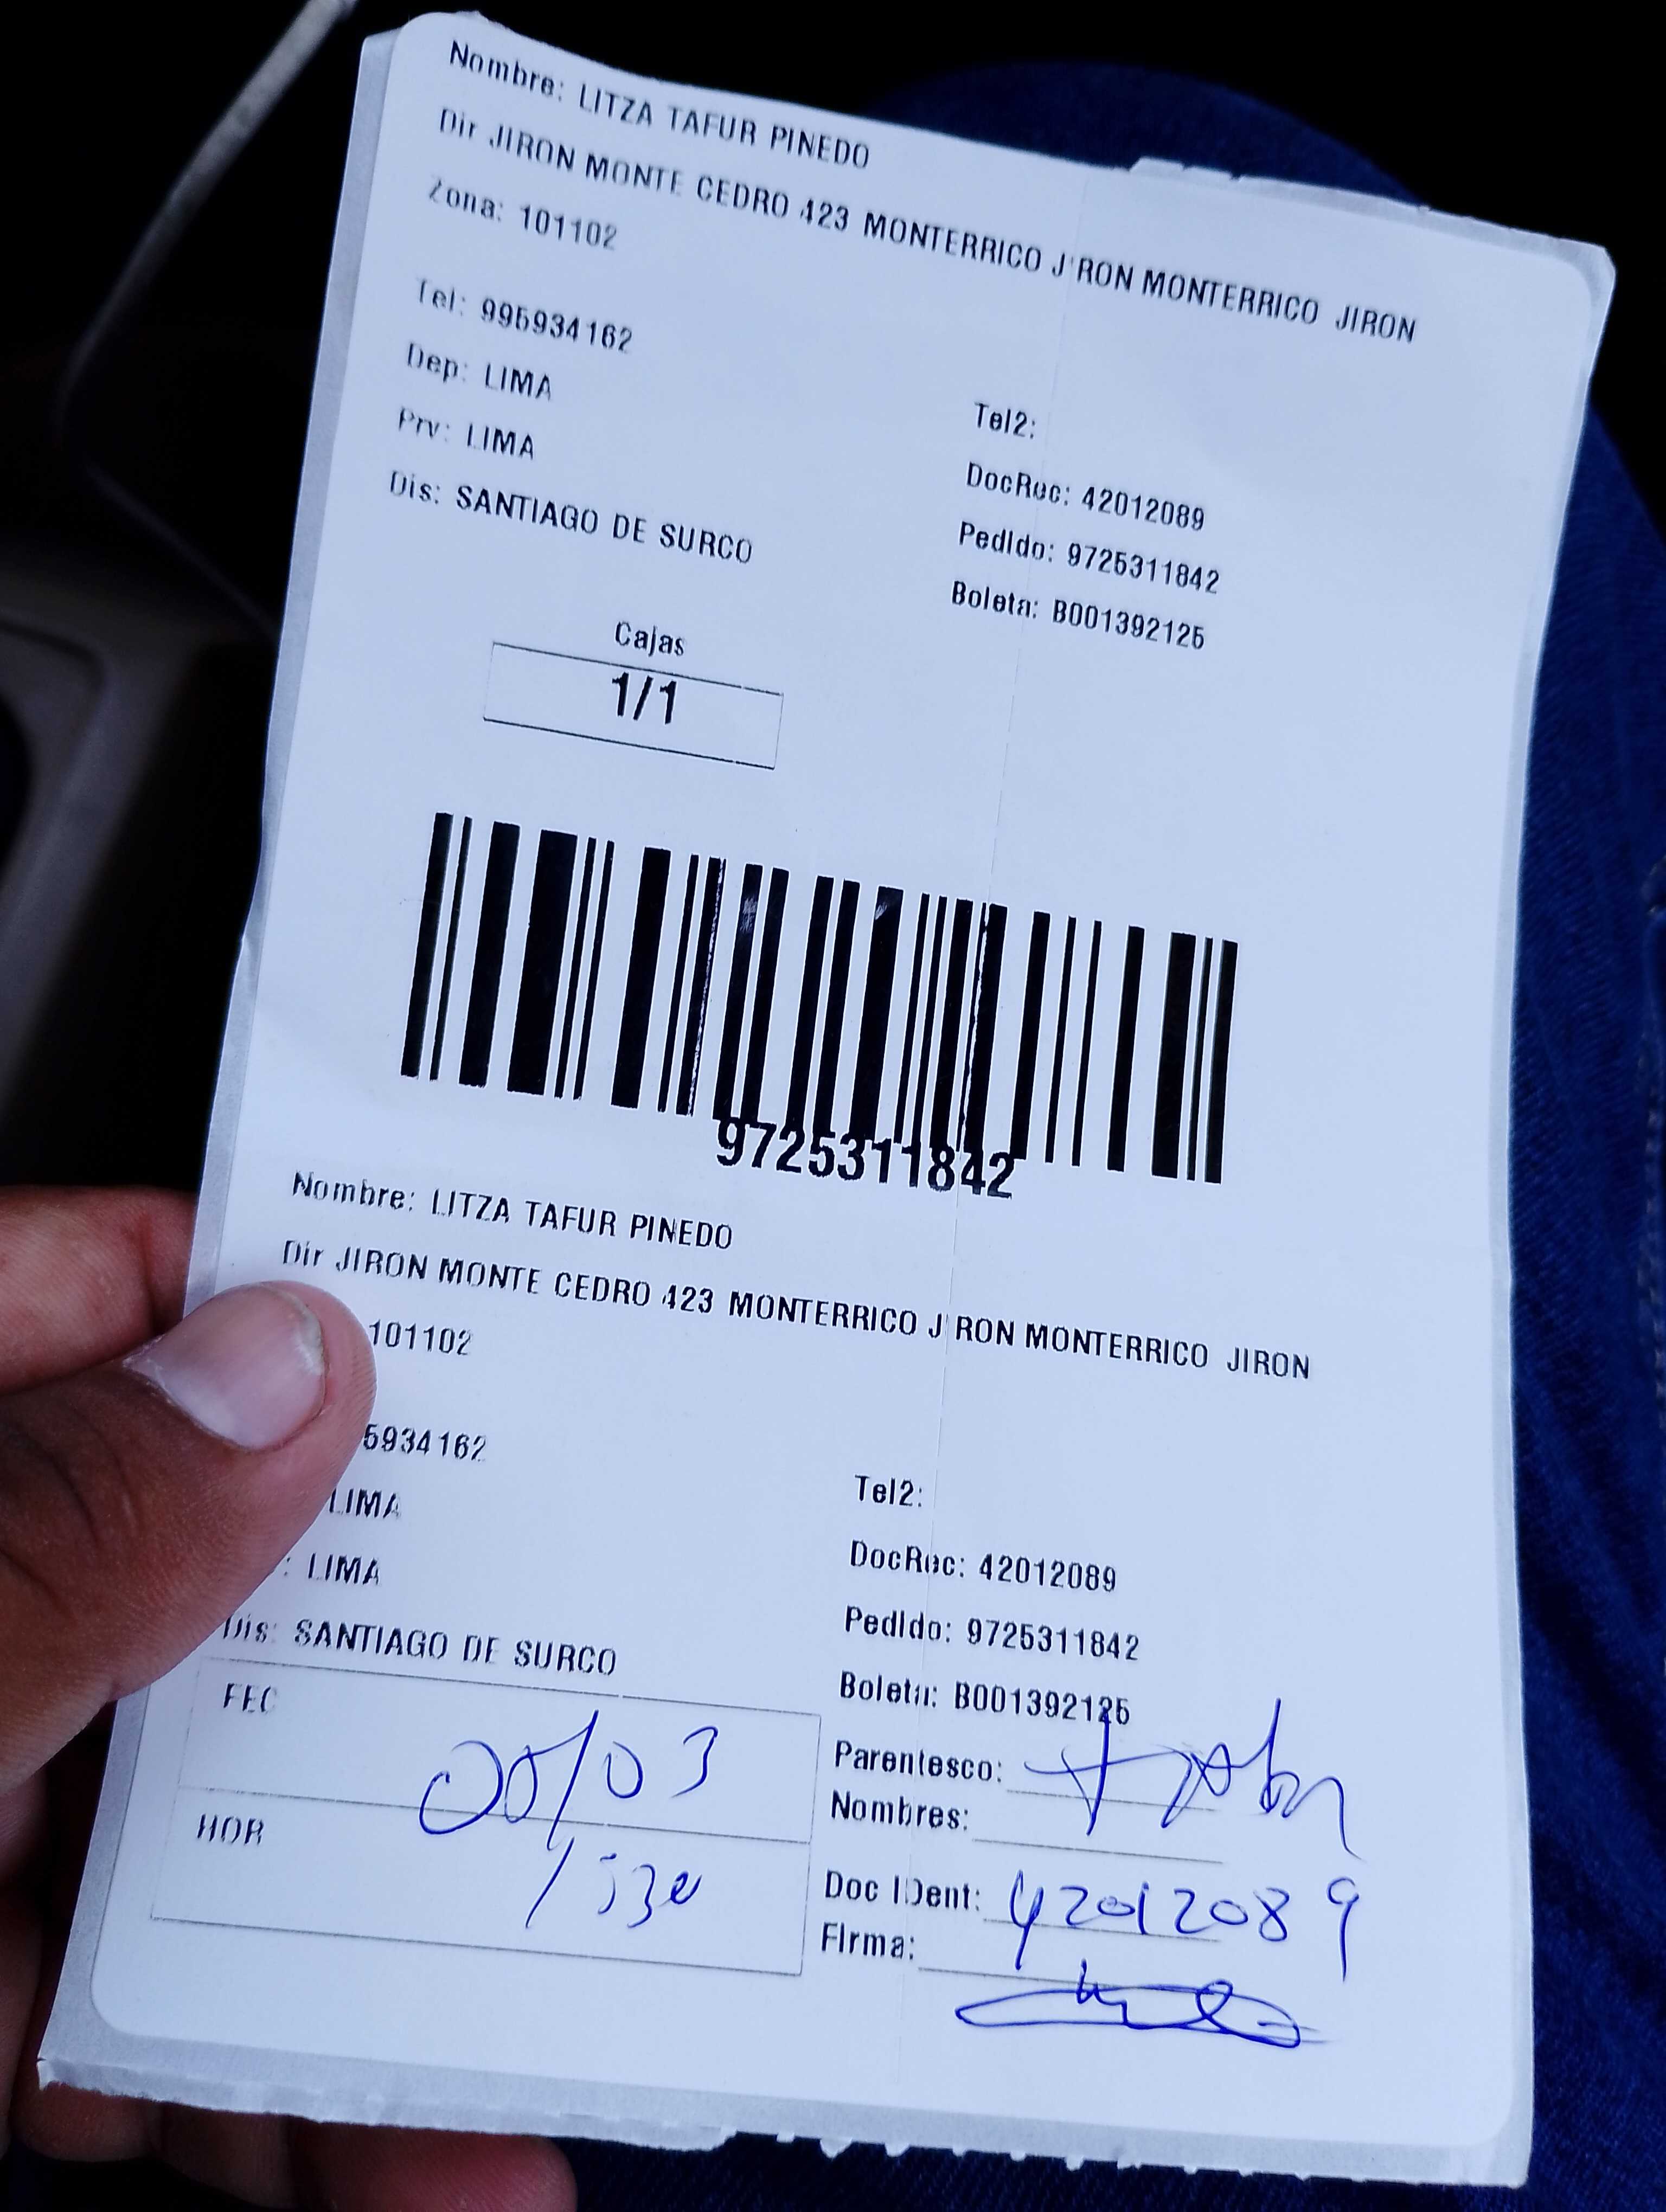 Nombre: LITZA TAFUR PINEDO
Dir JIRON MONTE CEDRO 423 MONTERRICO JIRON MONTERRICO JIRON
Zona: 101102
Tel: 995934162
Dep: LIMA
Prv: LIMA
Dis: SANTIAGO DE SURCO
Tel2:
DocRec: 42012089
Pedido: 9725311842
Boleta: B001392125
Cajas
1/1
9725311842
Nombre: LITZA TAFUR PINEDO
Dir JIRON MONTE CEDRO 423 MONTERRICO JIRON MONTERRICO JIRON
101102
5934162
LIMA
: LIMA
Dis: SANTIAGO DE SURCO
Tel2:
DocRec: 42012089
Pedido: 9725311842
Boleta: B001392125
FEC
HOR
Parentesco:
Nombres:
Doc IDent: 42012089
Firma: